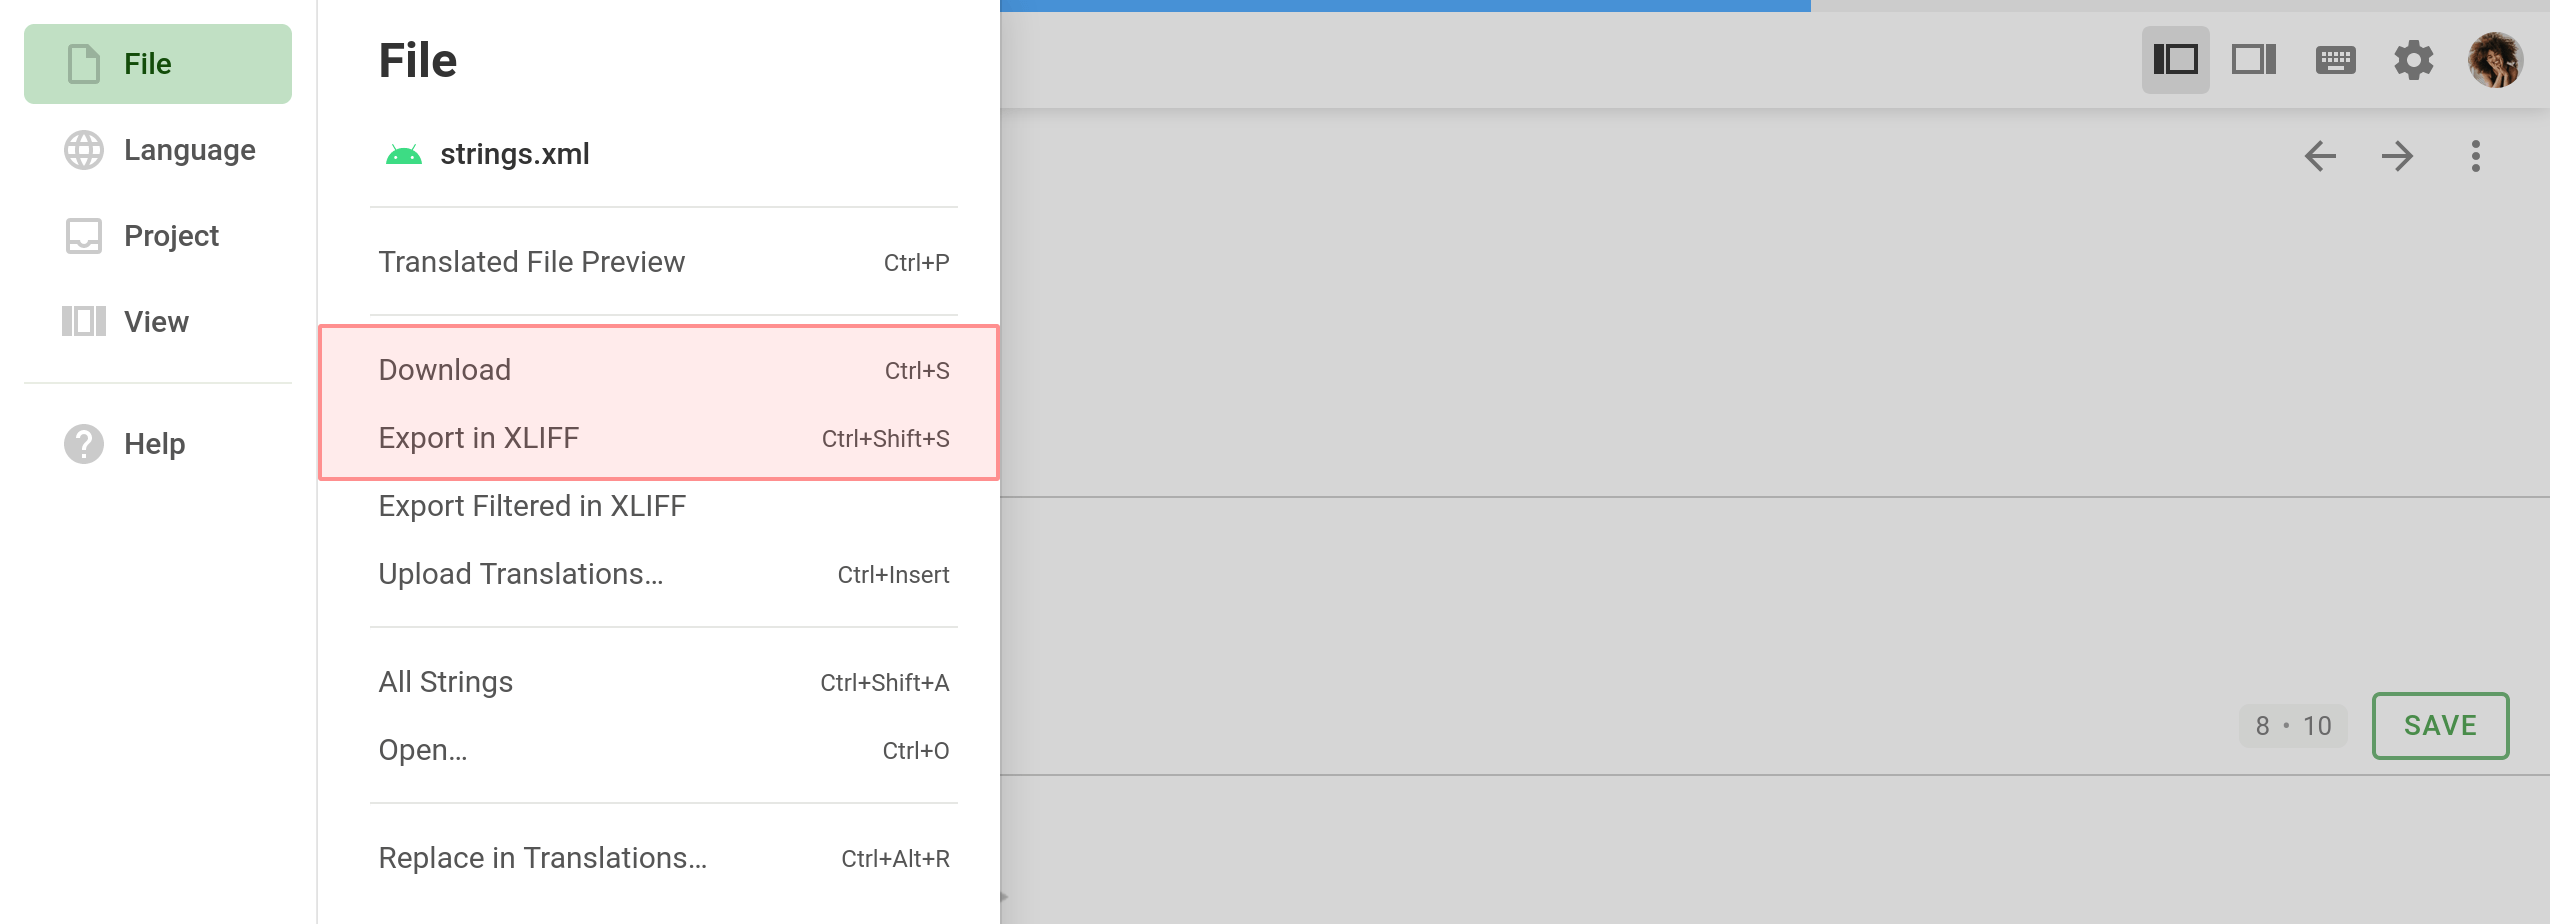 File
Language
Project
View
Help
File
strings.xml
Translated File Preview Ctrl+P
Download Ctrl+S
Export in XLIFF Ctrl+Shift+S
Export Filtered in XLIFF
Upload Translations… Ctrl+Insert
All Strings Ctrl+Shift+A
Open… Ctrl+O
Replace in Translations… Ctrl+Alt+R
8 • 10
SAVE